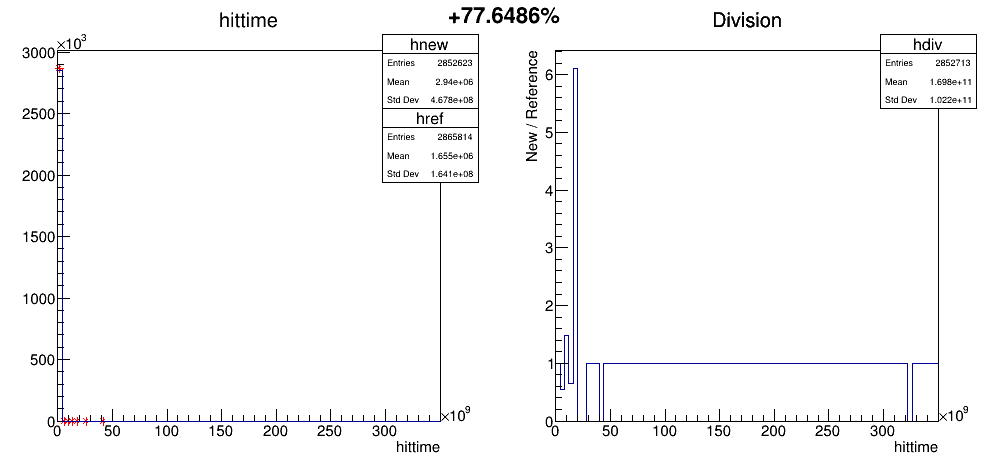 +77.6486%
hittime
×10³
3000
2500
2000
1500
1000
500
0
0 50 100 150 200 250 300
×10⁹
hittime
hnew
Entries 2852623
Mean 2.94e+06
Std Dev 4.678e+08
href
Entries 2865814
Mean 1.655e+06
Std Dev 1.641e+08
Division
New / Reference
6
5
4
3
2
1
0
0 50 100 150 200 250 300
×10⁹
hittime
hdiv
Entries 2852713
Mean 1.698e+11
Std Dev 1.022e+11